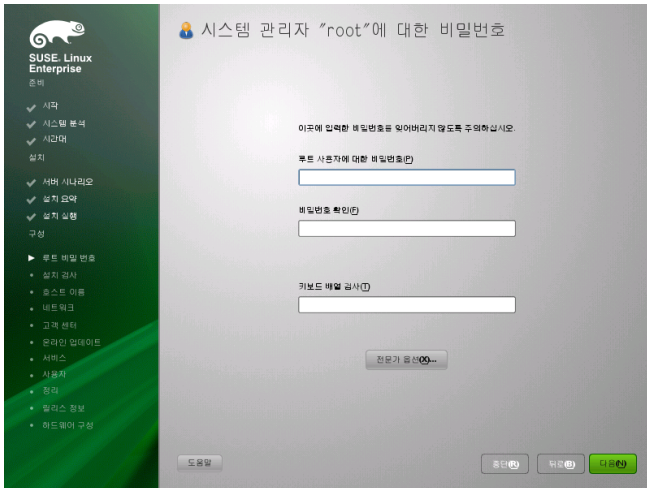 SUSE. Linux
Enterprise
준비
시작
시스템 분석
시간대
설치
서버 시나리오
설치 요약
설치 실행
구성
루트 비밀 번호
설치 검사
호스트 이름
네트워크
고객 센터
온라인 업데이트
서비스
사용자
정리
릴리스 정보
하드웨어 구성
시스템 관리자 "root"에 대한 비밀번호
이곳에 입력한 비밀번호를 잊어버리지 않도록 주의하십시오.
루트 사용자에 대한 비밀번호(P)
비밀번호 확인(F)
키보드 배열 검사(T)
전문가 옵션(X)...
도움말
중단(R)
뒤로(B)
다음(N)